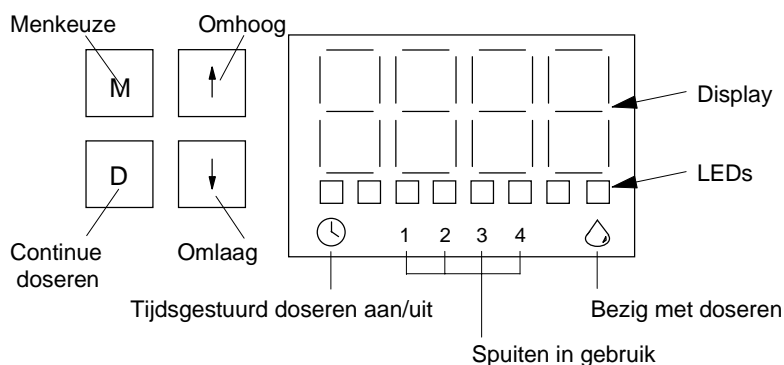 Menkeuze
Omhoog
M
D
Continue
doseren
Omlaag
Display
LEDs
1 2 3 4
Tijdsgestuurd doseren aan/uit
Bezig met doseren
Spuiten in gebruik